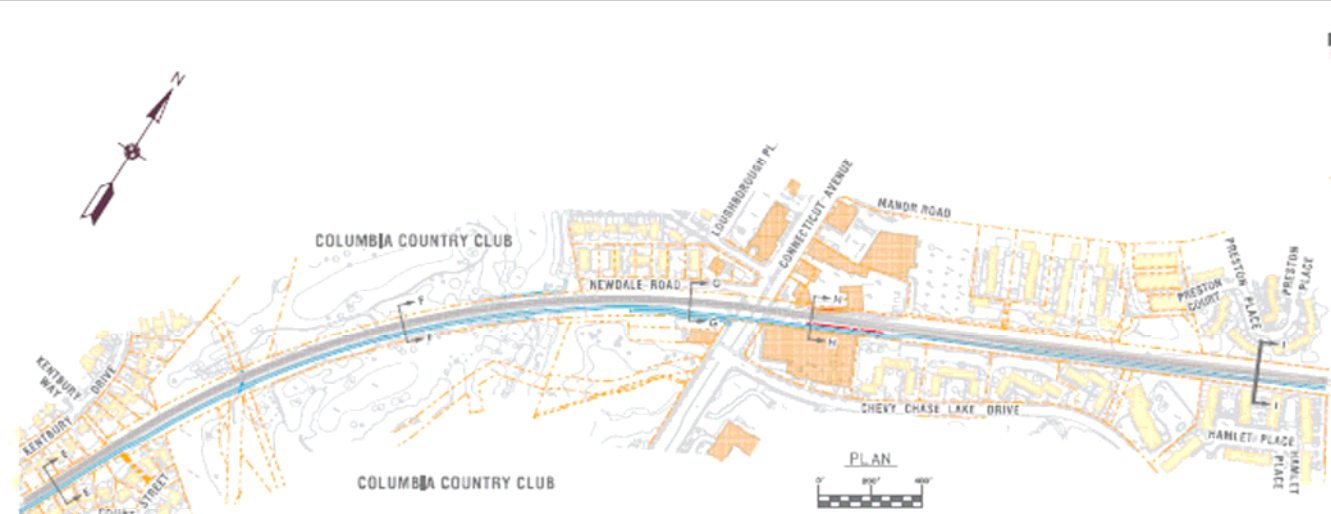 N
LOUGHBOROUGH PL.
CONNECTICUT AVENUE
MANOR ROAD
COLUMBIA COUNTRY CLUB
PRESTON PLACE
PRESTON PLACE
NEWDALE ROAD
G
G
F
F
H
H
PRESTON COURT
I
I
KENTBURY WAY
KENTBURY DRIVE
CHEVY CHASE LAKE DRIVE
HAMLET PLACE
HAMLET PLACE
E
E
STREET
COLUMBIA COUNTRY CLUB
PLAN
0'
200'
400'